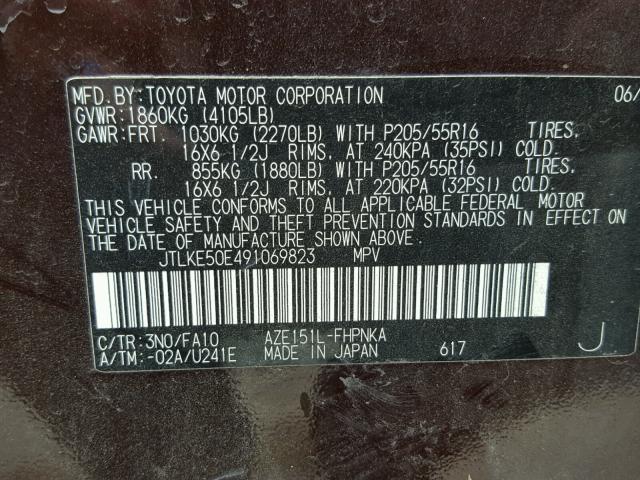 MFD. BY: TOYOTA MOTOR CORPORATION 06/
GVWR: 1860KG (4105LB)
GAWR: FRT. 1030KG (2270LB) WITH P205/55R16 TIRES,
16X6 1/2J RIMS, AT 240KPA (35PSI) COLD.
RR. 855KG (1880LB) WITH P205/55R16 TIRES,
16X6 1/2J RIMS, AT 220KPA (32PSI) COLD.
THIS VEHICLE CONFORMS TO ALL APPLICABLE FEDERAL MOTOR
VEHICLE SAFETY AND THEFT PREVENTION STANDARDS IN EFFECT ON
THE DATE OF MANUFACTURE SHOWN ABOVE.
JTLKE50E491069823 MPV
C/TR: 3N0/FA10 AZE151L-FHPNKA
A/TM: -02A/U241E MADE IN JAPAN 617 J